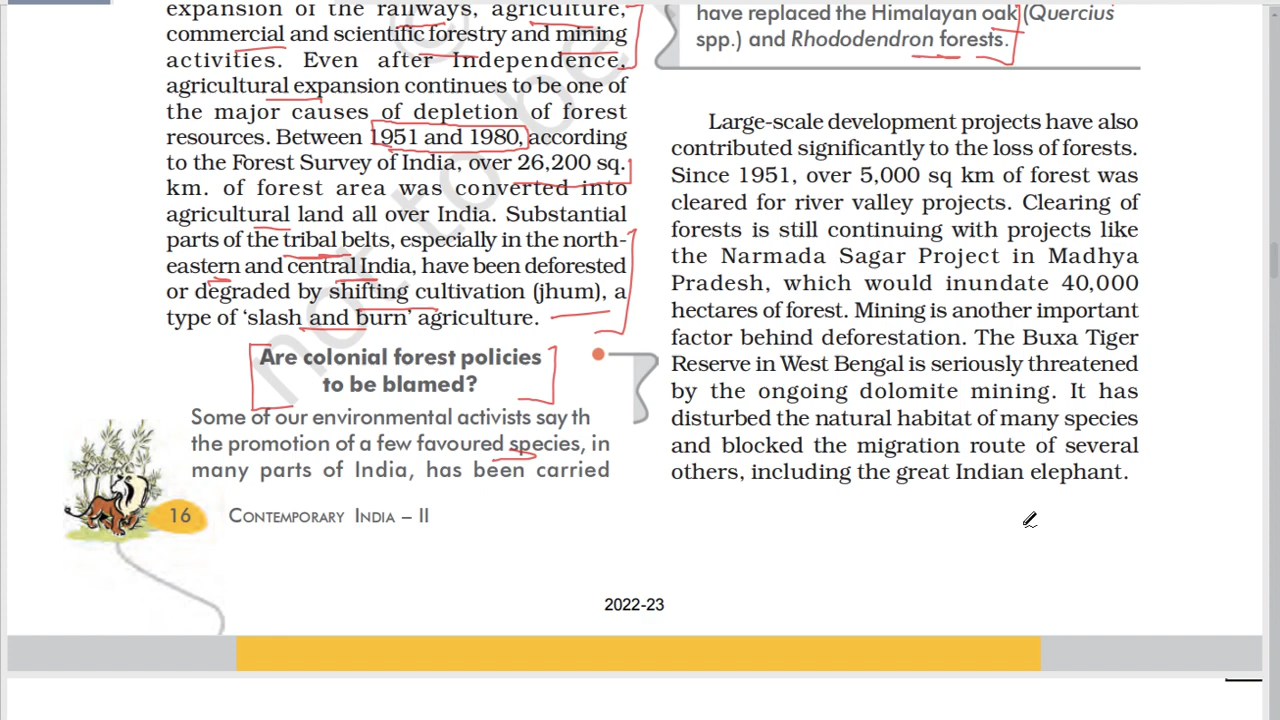 expansion of the railways, agriculture,
commercial and scientific forestry and mining
activities. Even after Independence,
agricultural expansion continues to be one of
the major causes of depletion of forest
resources. Between 1951 and 1980, according
to the Forest Survey of India, over 26,200 sq.
km. of forest area was converted into
agricultural land all over India. Substantial
parts of the tribal belts, especially in the north-
eastern and central India, have been deforested
or degraded by shifting cultivation (jhum), a
type of ‘slash and burn’ agriculture.
Are colonial forest policies
to be blamed?
Some of our environmental activists say th
the promotion of a few favoured species, in
many parts of India, has been carried
16 CONTEMPORARY INDIA – II
have replaced the Himalayan oak (Quercius
spp.) and Rhododendron forests.
Large-scale development projects have also
contributed significantly to the loss of forests.
Since 1951, over 5,000 sq km of forest was
cleared for river valley projects. Clearing of
forests is still continuing with projects like
the Narmada Sagar Project in Madhya
Pradesh, which would inundate 40,000
hectares of forest. Mining is another important
factor behind deforestation. The Buxa Tiger
Reserve in West Bengal is seriously threatened
by the ongoing dolomite mining. It has
disturbed the natural habitat of many species
and blocked the migration route of several
others, including the great Indian elephant.
2022-23
not to be